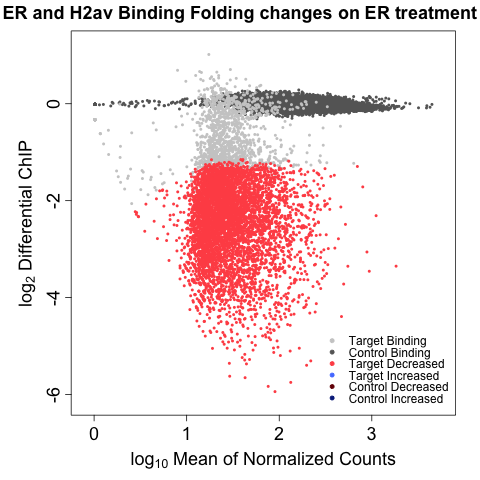 ER and H2av Binding Folding changes on ER treatment
log2 Differential ChIP
0
-2
-4
-6
Target Binding
Control Binding
Target Decreased
Target Increased
Control Decreased
Control Increased
0 1 2 3
log10 Mean of Normalized Counts